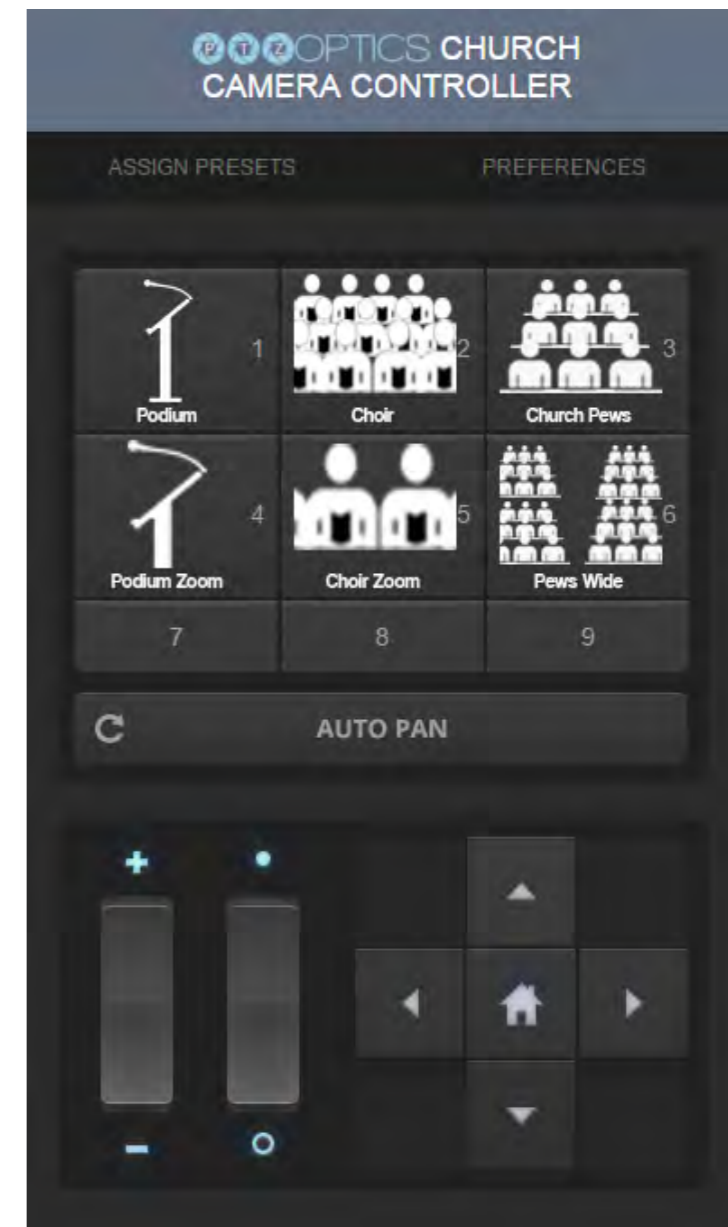 PTZOPTICS CHURCH
CAMERA CONTROLLER
ASSIGN PRESETS PREFERENCES
1 2 3
Podium Choir Church Pews
4 5 6
Podium Zoom Choir Zoom Pews Wide
7 8 9
AUTO PAN